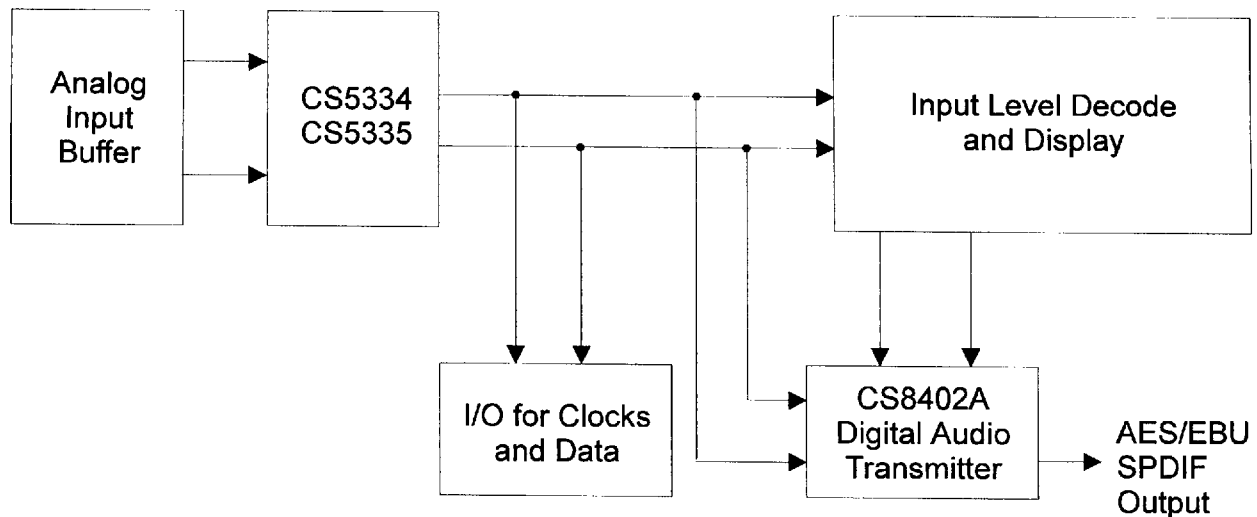 Analog
Input
Buffer
CS5334
CS5335
Input Level Decode
and Display
I/O for Clocks
and Data
CS8402A
Digital Audio
Transmitter
AES/EBU
SPDIF
Output